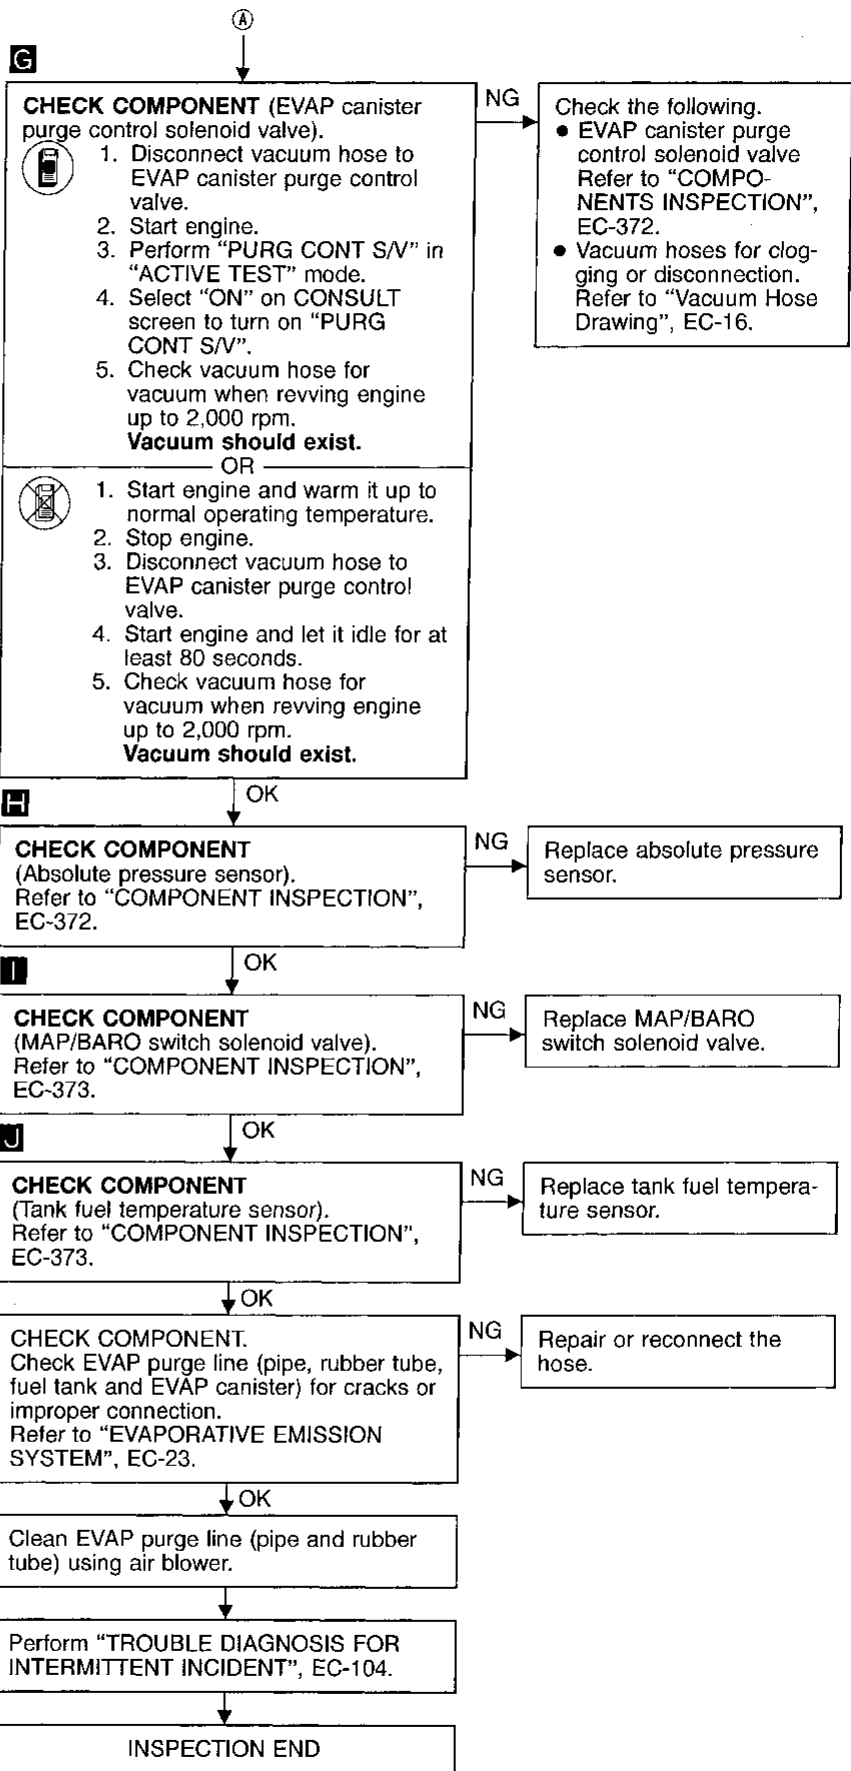 A
G
CHECK COMPONENT (EVAP canister
purge control solenoid valve).
1. Disconnect vacuum hose to
EVAP canister purge control
valve.
2. Start engine.
3. Perform “PURG CONT S/V” in
“ACTIVE TEST” mode.
4. Select “ON” on CONSULT
screen to turn on “PURG
CONT S/V”.
5. Check vacuum hose for
vacuum when revving engine
up to 2,000 rpm.
Vacuum should exist.
OR
1. Start engine and warm it up to
normal operating temperature.
2. Stop engine.
3. Disconnect vacuum hose to
EVAP canister purge control
valve.
4. Start engine and let it idle for at
least 80 seconds.
5. Check vacuum hose for
vacuum when revving engine
up to 2,000 rpm.
Vacuum should exist.
NG
Check the following.
● EVAP canister purge
control solenoid valve
Refer to “COMPO-
NENTS INSPECTION”,
EC-372.
● Vacuum hoses for clog-
ging or disconnection.
Refer to “Vacuum Hose
Drawing”, EC-16.
OK
H
CHECK COMPONENT
(Absolute pressure sensor).
Refer to “COMPONENT INSPECTION”,
EC-372.
NG
Replace absolute pressure
sensor.
OK
I
CHECK COMPONENT
(MAP/BARO switch solenoid valve).
Refer to “COMPONENT INSPECTION”,
EC-373.
NG
Replace MAP/BARO
switch solenoid valve.
OK
J
CHECK COMPONENT
(Tank fuel temperature sensor).
Refer to “COMPONENT INSPECTION”,
EC-373.
NG
Replace tank fuel tempera-
ture sensor.
OK
CHECK COMPONENT.
Check EVAP purge line (pipe, rubber tube,
fuel tank and EVAP canister) for cracks or
improper connection.
Refer to “EVAPORATIVE EMISSION
SYSTEM”, EC-23.
NG
Repair or reconnect the
hose.
OK
Clean EVAP purge line (pipe and rubber
tube) using air blower.
Perform “TROUBLE DIAGNOSIS FOR
INTERMITTENT INCIDENT”, EC-104.
INSPECTION END